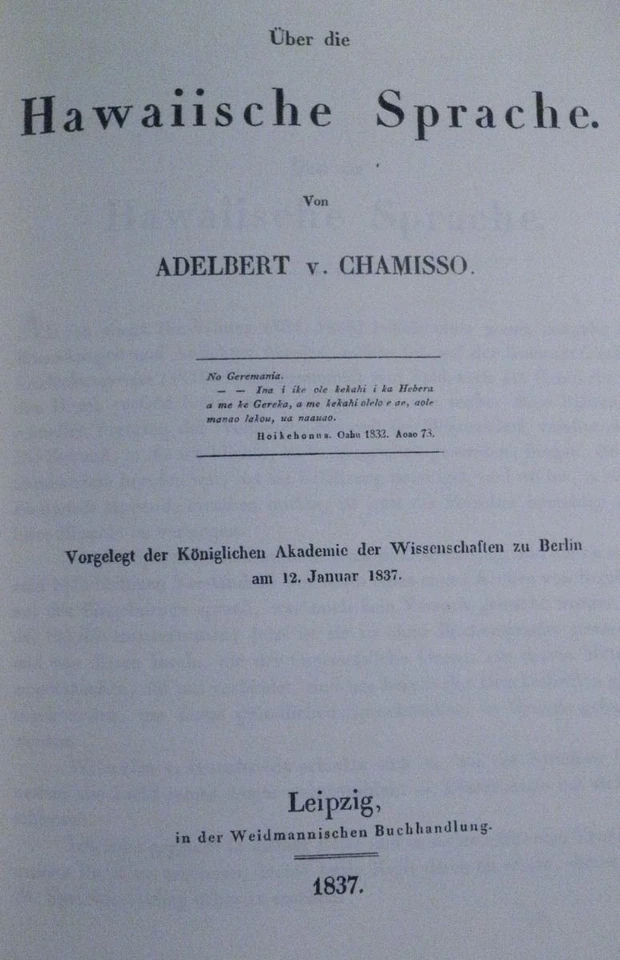 Über die
Hawaiische Sprache.
Von
ADELBERT v. CHAMISSO.
No Geremania.
— — Ina i ike ole kekahi i ka Hebera
a me ke Gereka, a me kekahi olelo e ae, aole
manao lakou, ua naauao.
Hoikehonua. Oahu 1832. Aoao 73.
Vorgelegt der Königlichen Akademie der Wissenschaften zu Berlin
am 12. Januar 1837.
Leipzig,
in der Weidmannischen Buchhandlung.
1837.